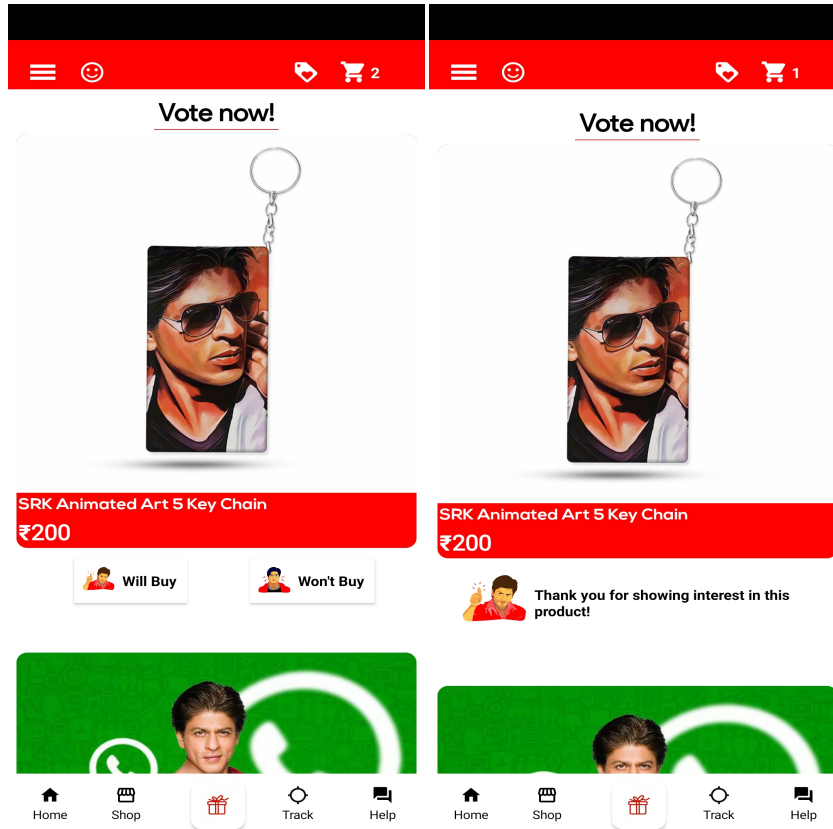 2
Vote now!
SRK Animated Art 5 Key Chain
₹200
Will Buy
Won't Buy
Home
Shop
Track
Help
1
Vote now!
SRK Animated Art 5 Key Chain
₹200
Thank you for showing interest in this
product!
Home
Shop
Track
Help